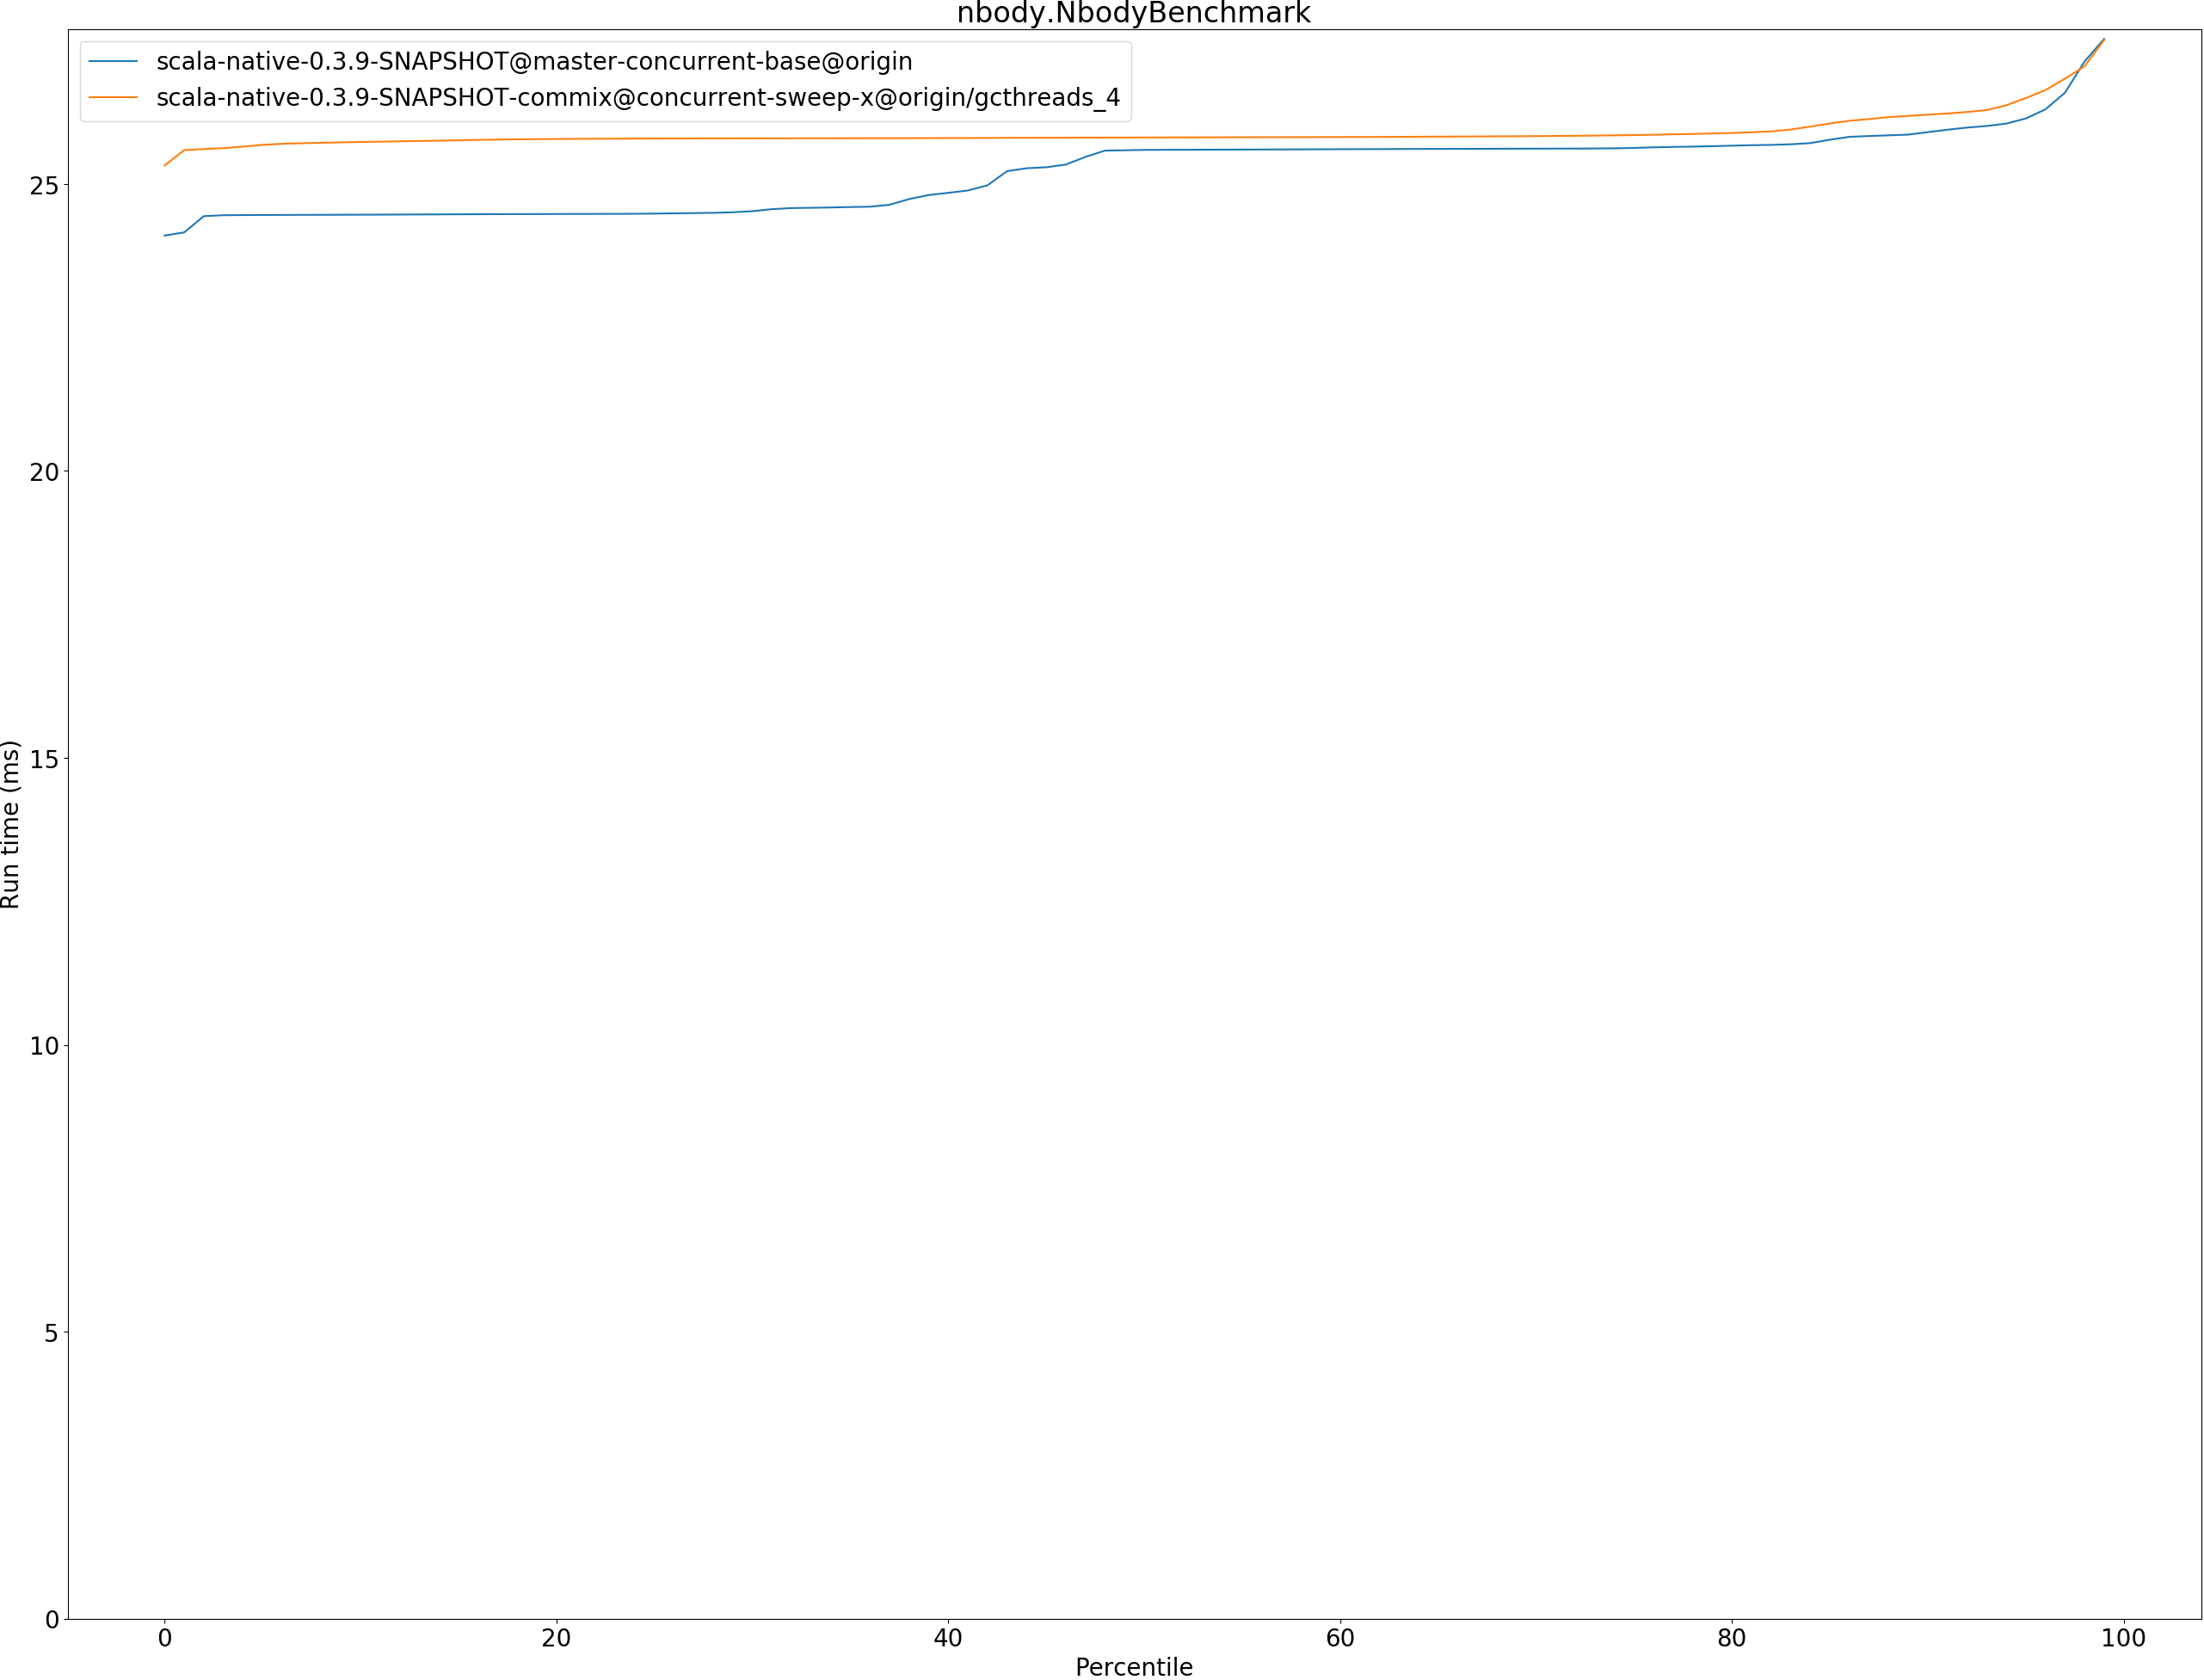 nbody.NbodyBenchmark
scala-native-0.3.9-SNAPSHOT@master-concurrent-base@origin
scala-native-0.3.9-SNAPSHOT-commix@concurrent-sweep-x@origin/gcthreads_4
25
20
15
10
5
0
Run time (ms)
0 20 40 60 80 100
Percentile